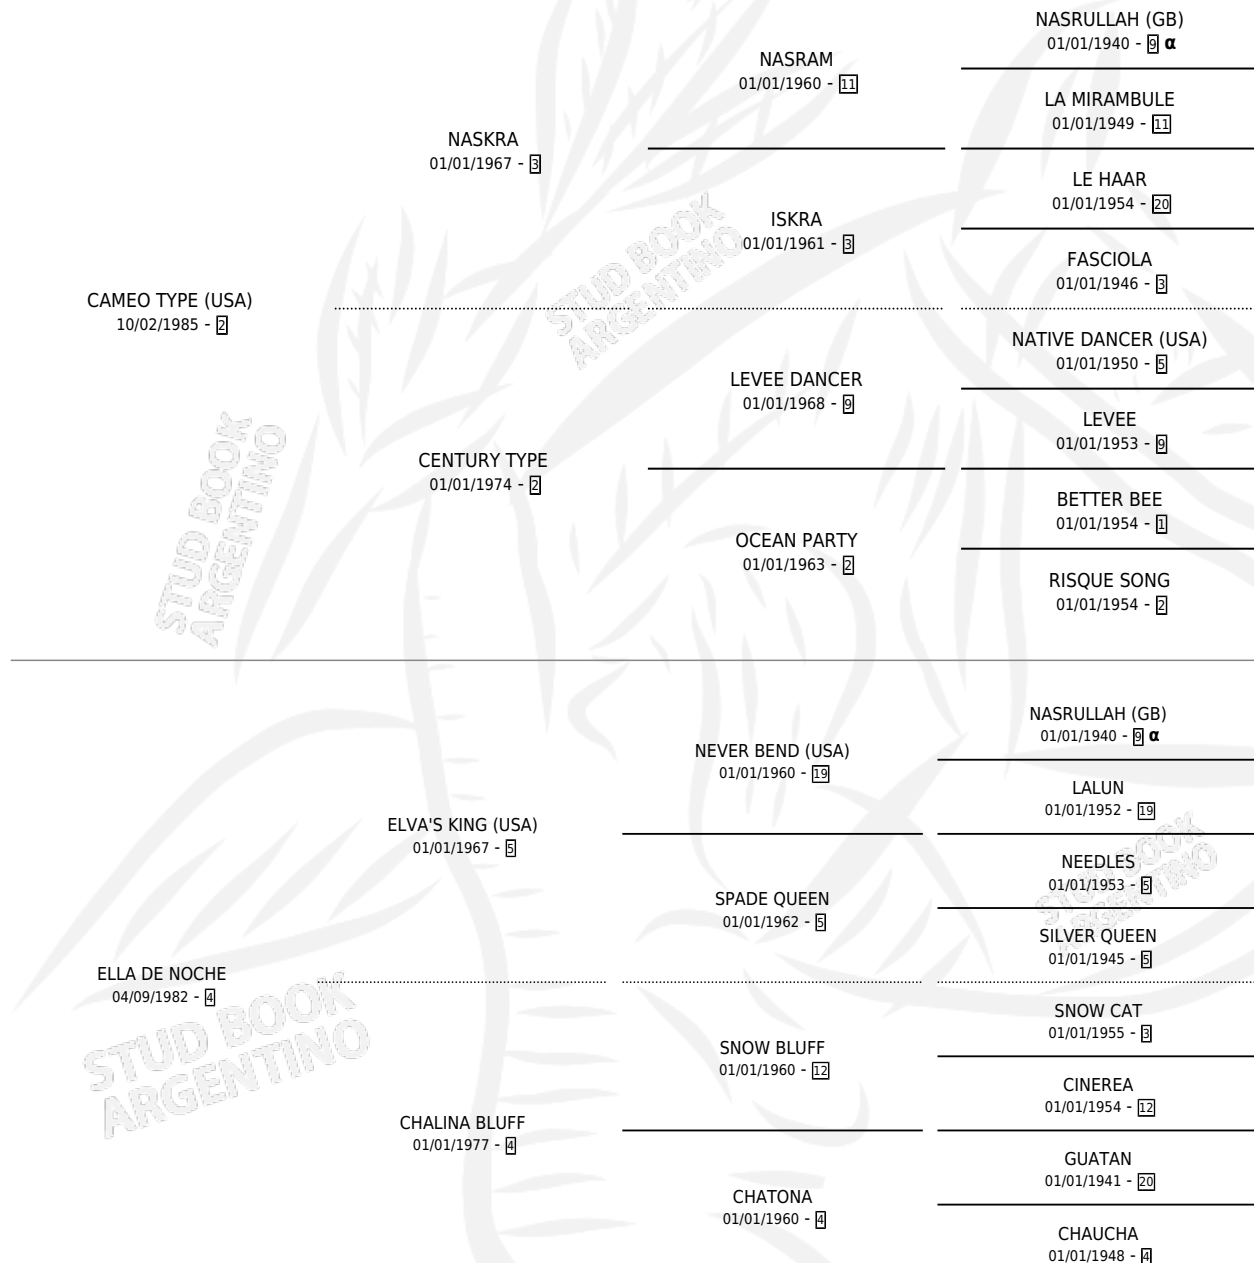 NASRULLAH (GB)
01/01/1940 - 9 α
NASRAM
01/01/1960 - 11
LA MIRAMBULE
01/01/1949 - 11
NASKRA
01/01/1967 - 3
LE HAAR
01/01/1954 - 20
ISKRA
01/01/1961 - 3
FASCIOLA
01/01/1946 - 3
CAMEO TYPE (USA)
10/02/1985 - 2
NATIVE DANCER (USA)
01/01/1950 - 5
LEVEE DANCER
01/01/1968 - 9
LEVEE
01/01/1953 - 9
CENTURY TYPE
01/01/1974 - 2
BETTER BEE
01/01/1954 - 1
OCEAN PARTY
01/01/1963 - 2
RISQUE SONG
01/01/1954 - 2
STUD BOOK
ARGENTINO
STUD BOOK
ARGENTINO
NASRULLAH (GB)
01/01/1940 - 9 α
NEVER BEND (USA)
01/01/1960 - 19
LALUN
01/01/1952 - 19
ELVA'S KING (USA)
01/01/1967 - 5
NEEDLES
01/01/1953 - 5
SPADE QUEEN
01/01/1962 - 5
SILVER QUEEN
01/01/1945 - 5
ELLA DE NOCHE
04/09/1982 - 4
SNOW CAT
01/01/1955 - 3
SNOW BLUFF
01/01/1960 - 12
CINEREA
01/01/1954 - 12
CHALINA BLUFF
01/01/1977 - 4
GUATAN
01/01/1941 - 20
CHATONA
01/01/1960 - 4
CHAUCHA
01/01/1948 - 4
STUD BOOK
ARGENTINO
STUD BOOK
ARGENTINO